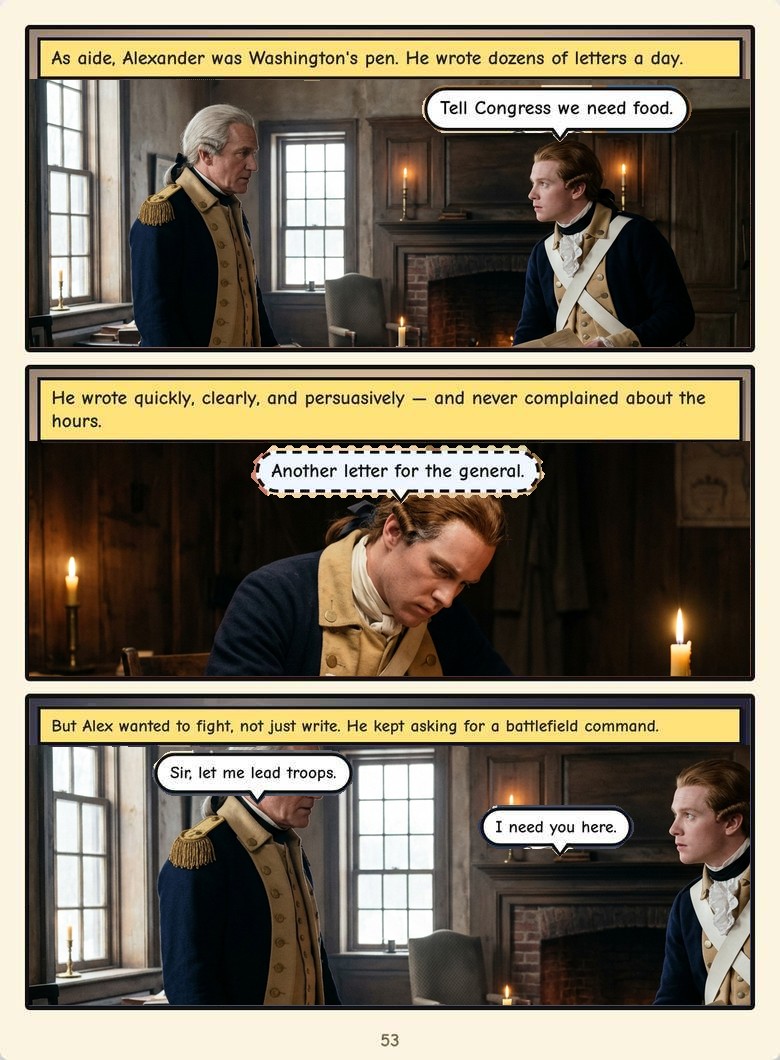 As aide, Alexander was Washington's pen. He wrote dozens of letters a day.
Tell Congress we need food.
He wrote quickly, clearly, and persuasively — and never complained about the
hours.
Another letter for the general.
But Alex wanted to fight, not just write. He kept asking for a battlefield command.
Sir, let me lead troops.
I need you here.
53